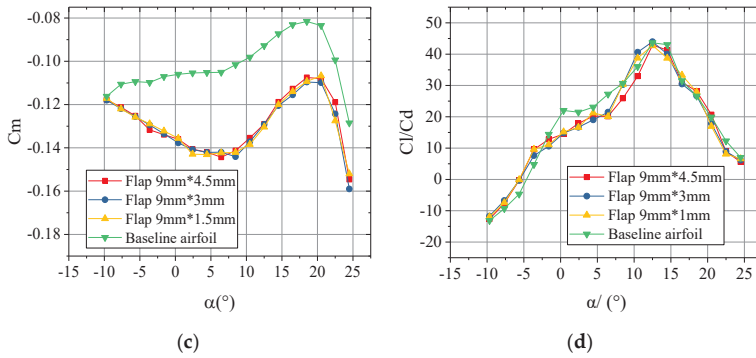 -0.08
-0.10
-0.12
-0.14
-0.16
-0.18
Cm
Flap 9mm*4.5mm
Flap 9mm*3mm
Flap 9mm*1.5mm
Baseline airfoil
-15 -10 -5 0 5 10 15 20 25
α(°)
(c)
50
40
30
20
10
0
-10
-20
Cl/Cd
Flap 9mm*4.5mm
Flap 9mm*3mm
Flap 9mm*1mm
Baseline airfoil
-15 -10 -5 0 5 10 15 20 25
α/ (°)
(d)